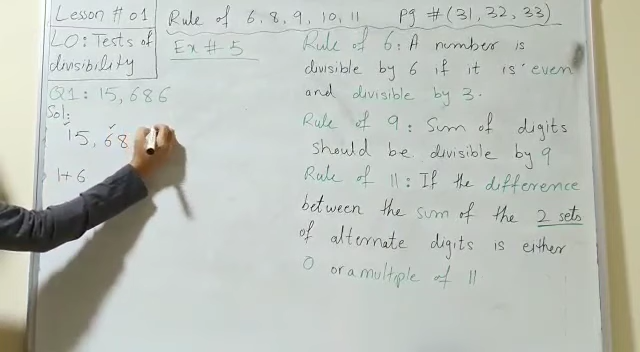 Lesson # 01
Rule of 6, 8, 9, 10, 11 pg # (31, 32, 33)
LO: Tests of
divisibility
Ex # 5
Q1: 15, 686
Sol:
15, 68
1+6
Rule of 6: A number is
divisible by 6 if it is even
and divisible by 3.
Rule of 9: Sum of digits
should be divisible by 9
Rule of 11: If the difference
between the sum of the 2 sets
of alternate digits is either
0 or a multiple of 11